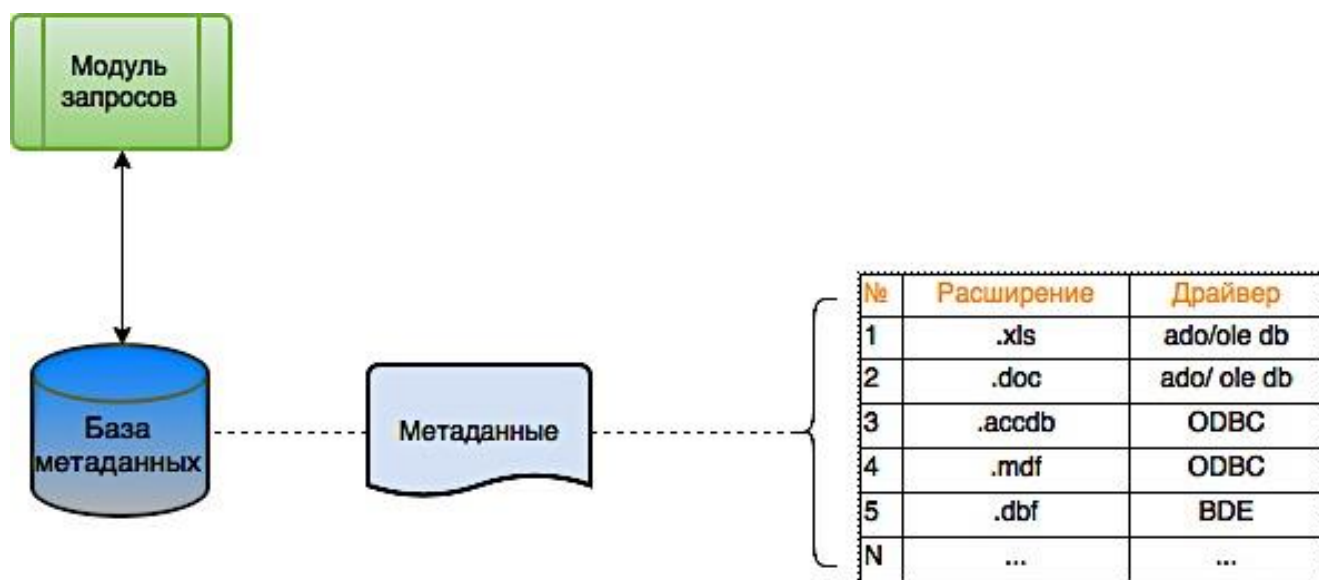 Модуль
запросов
База
метаданных
Метаданные
№ Расширение Драйвер
1 .xls ado/ole db
2 .doc ado/ ole db
3 .accdb ODBC
4 .mdf ODBC
5 .dbf BDE
N ... ...